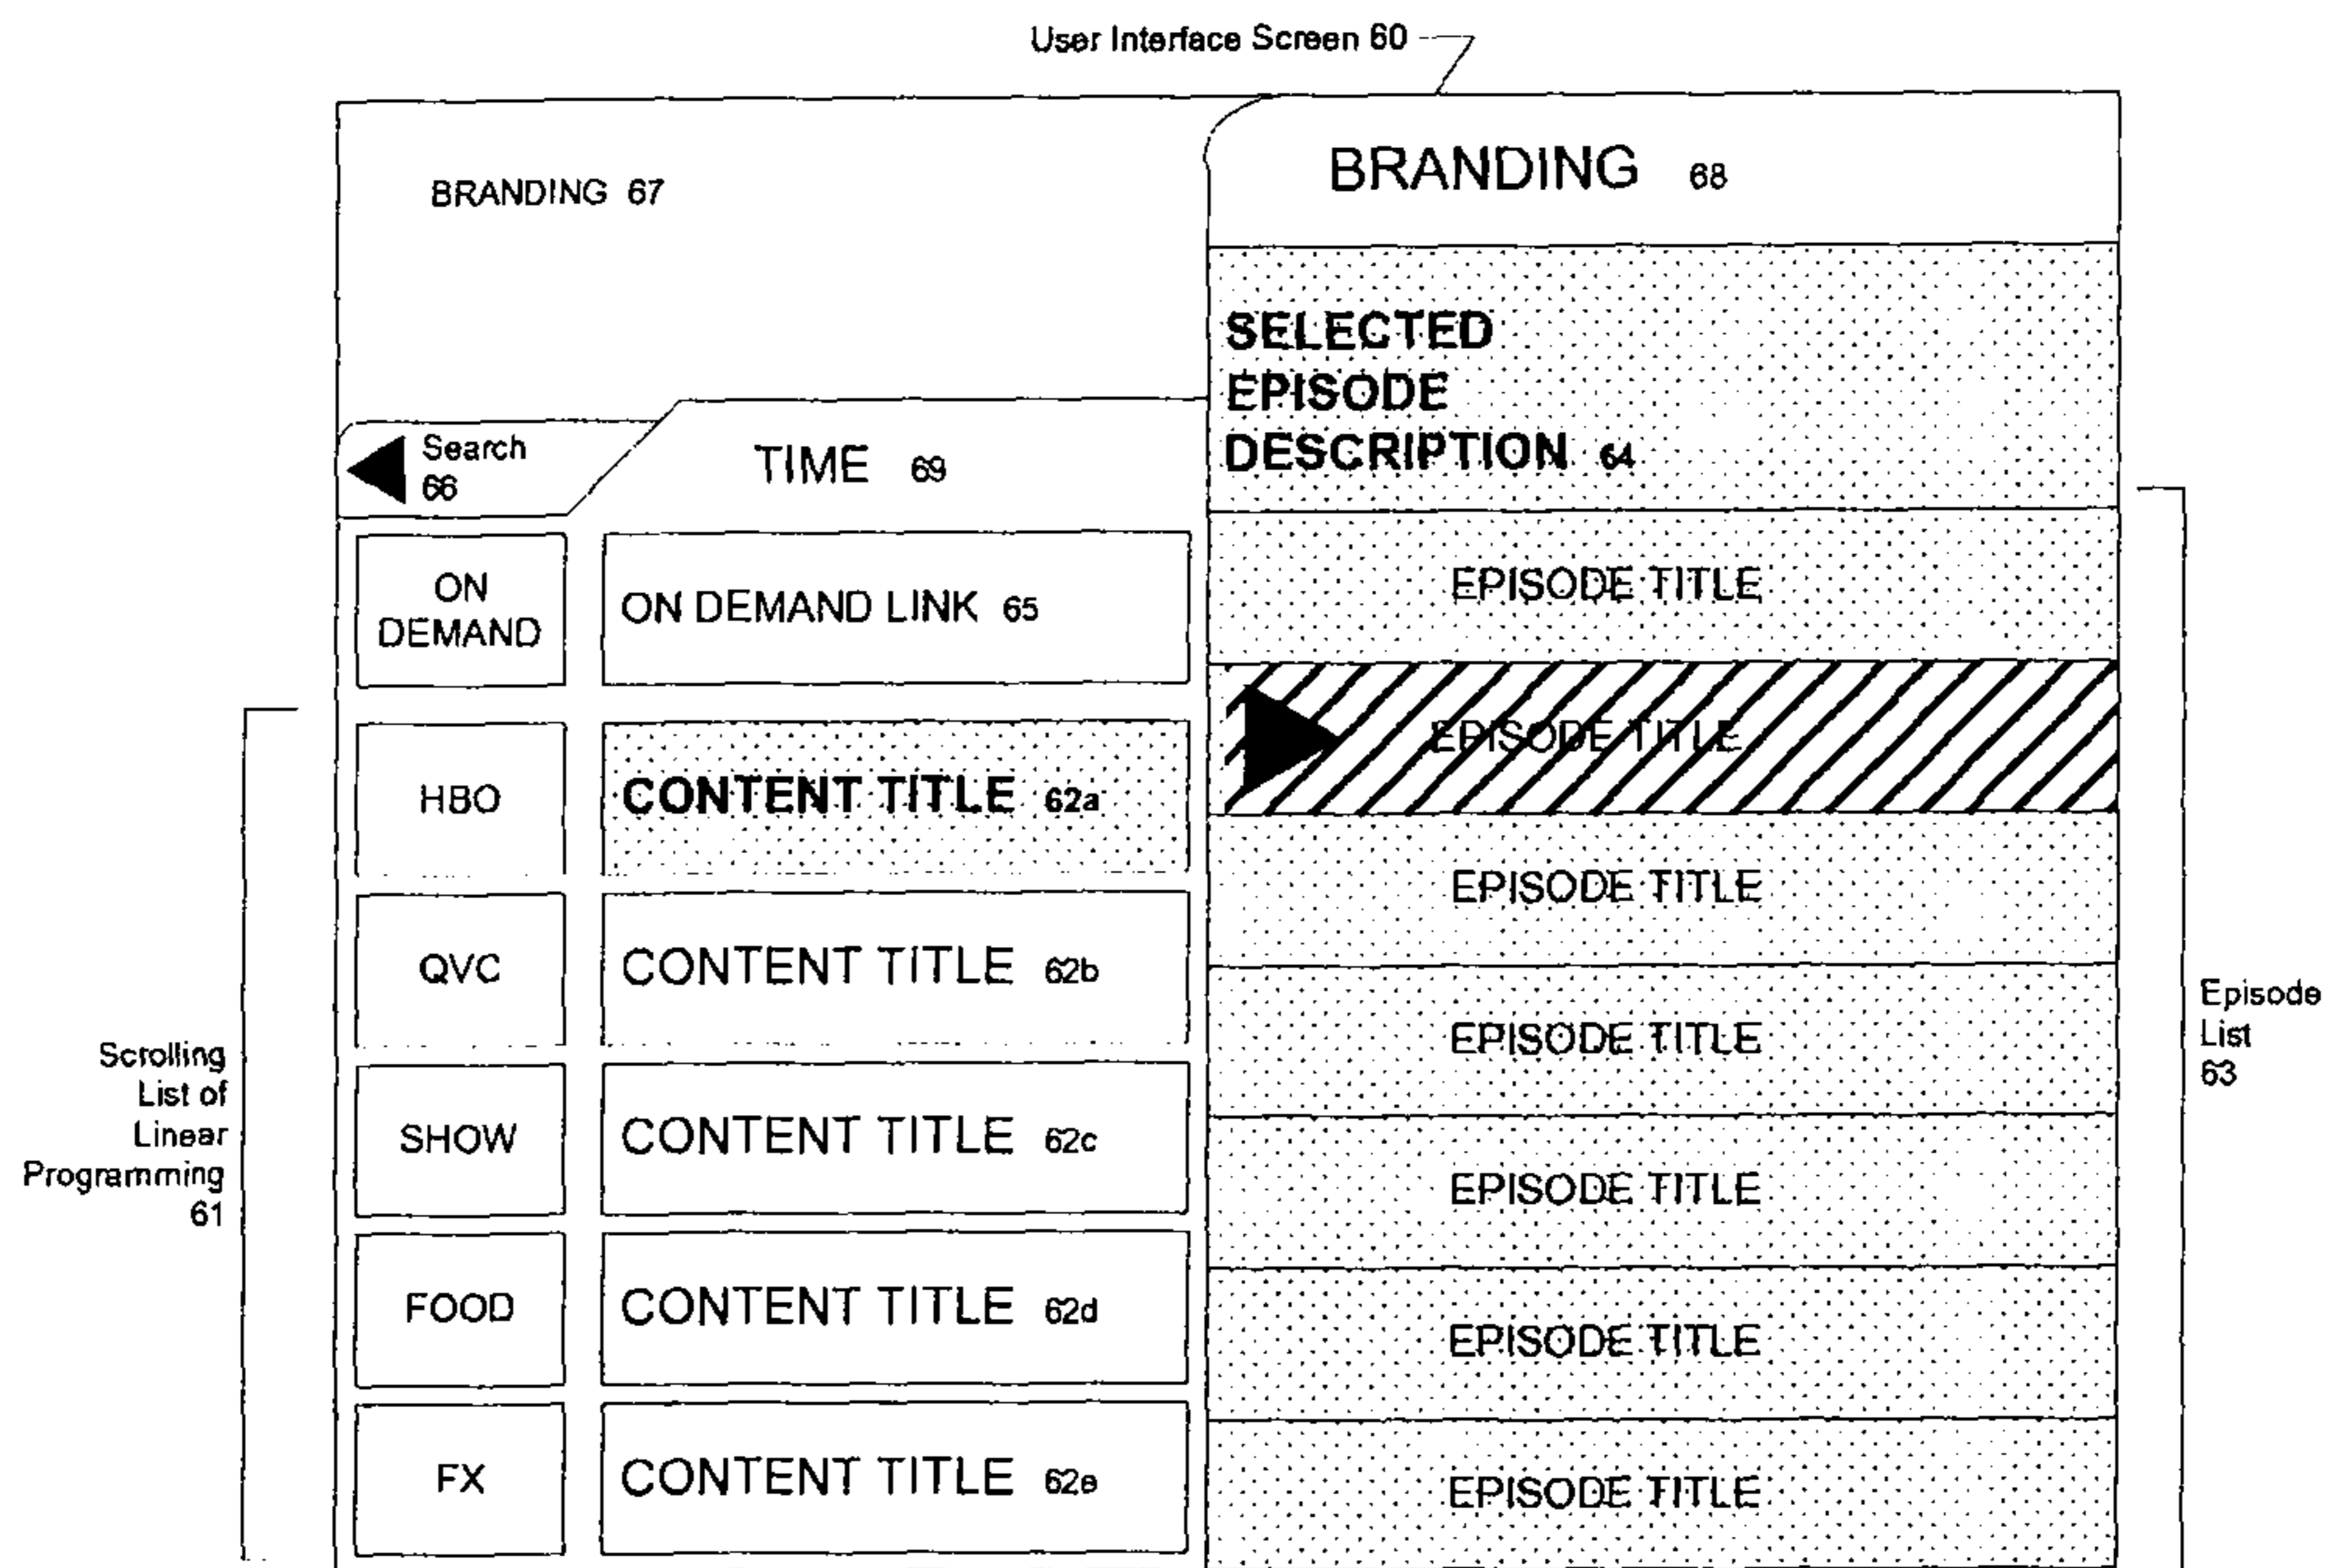 User Interface Screen 60
BRANDING 67
BRANDING 68
SELECTED
EPISODE
DESCRIPTION 64
Search
66
TIME 69
ON
DEMAND
ON DEMAND LINK 65
EPISODE TITLE
EPISODE TITLE
HBO
CONTENT TITLE 62a
EPISODE TITLE
QVC
CONTENT TITLE 62b
EPISODE TITLE
Episode
List
63
Scrolling
List of
Linear
Programming
61
SHOW
CONTENT TITLE 62c
EPISODE TITLE
FOOD
CONTENT TITLE 62d
EPISODE TITLE
FX
CONTENT TITLE 62e
EPISODE TITLE